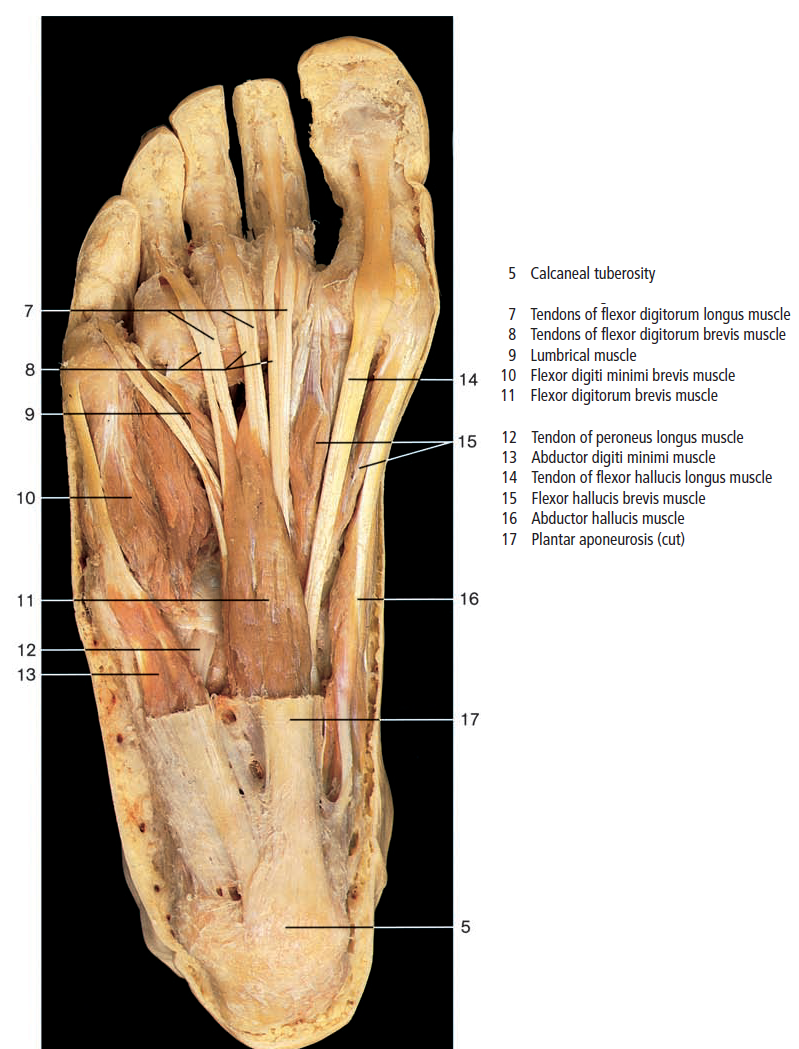 7
8
9
10
11
12
13
14
15
16
17
5
5 Calcaneal tuberosity
7 Tendons of flexor digitorum longus muscle
8 Tendons of flexor digitorum brevis muscle
9 Lumbrical muscle
10 Flexor digiti minimi brevis muscle
11 Flexor digitorum brevis muscle
12 Tendon of peroneus longus muscle
13 Abductor digiti minimi muscle
14 Tendon of flexor hallucis longus muscle
15 Flexor hallucis brevis muscle
16 Abductor hallucis muscle
17 Plantar aponeurosis (cut)